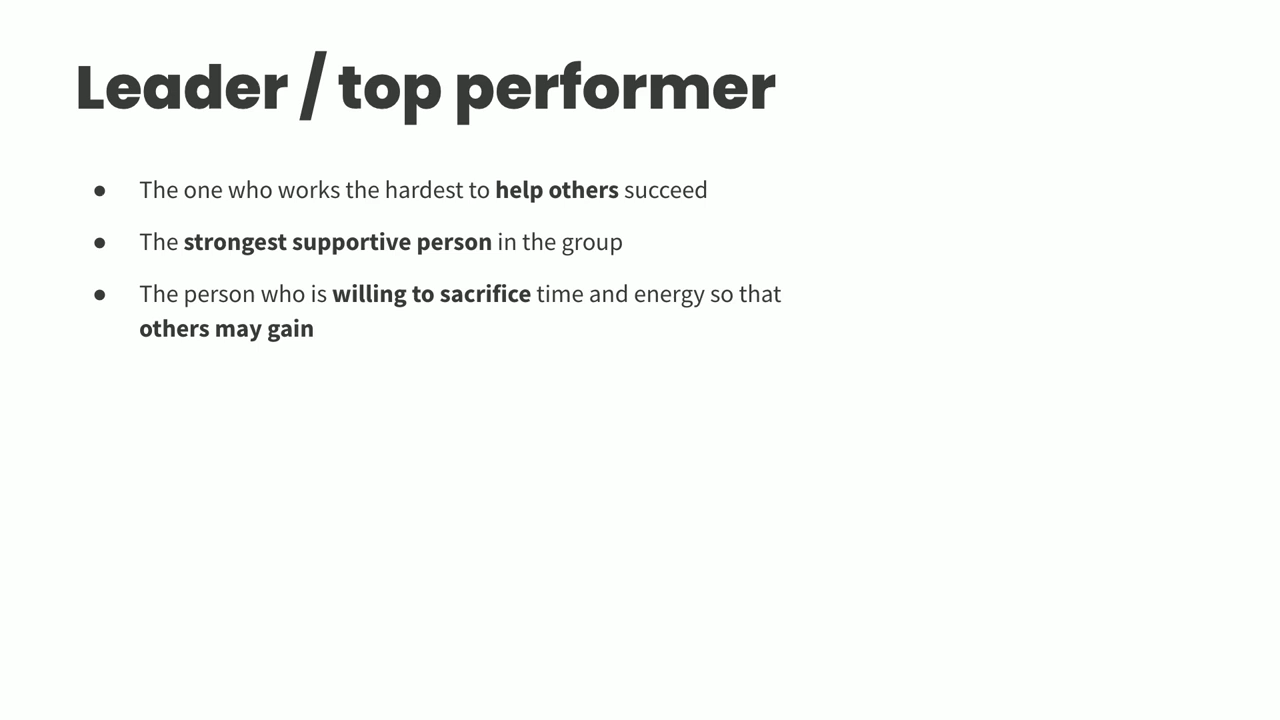 Leader / top performer
● The one who works the hardest to help others succeed
● The strongest supportive person in the group
● The person who is willing to sacrifice time and energy so that
others may gain